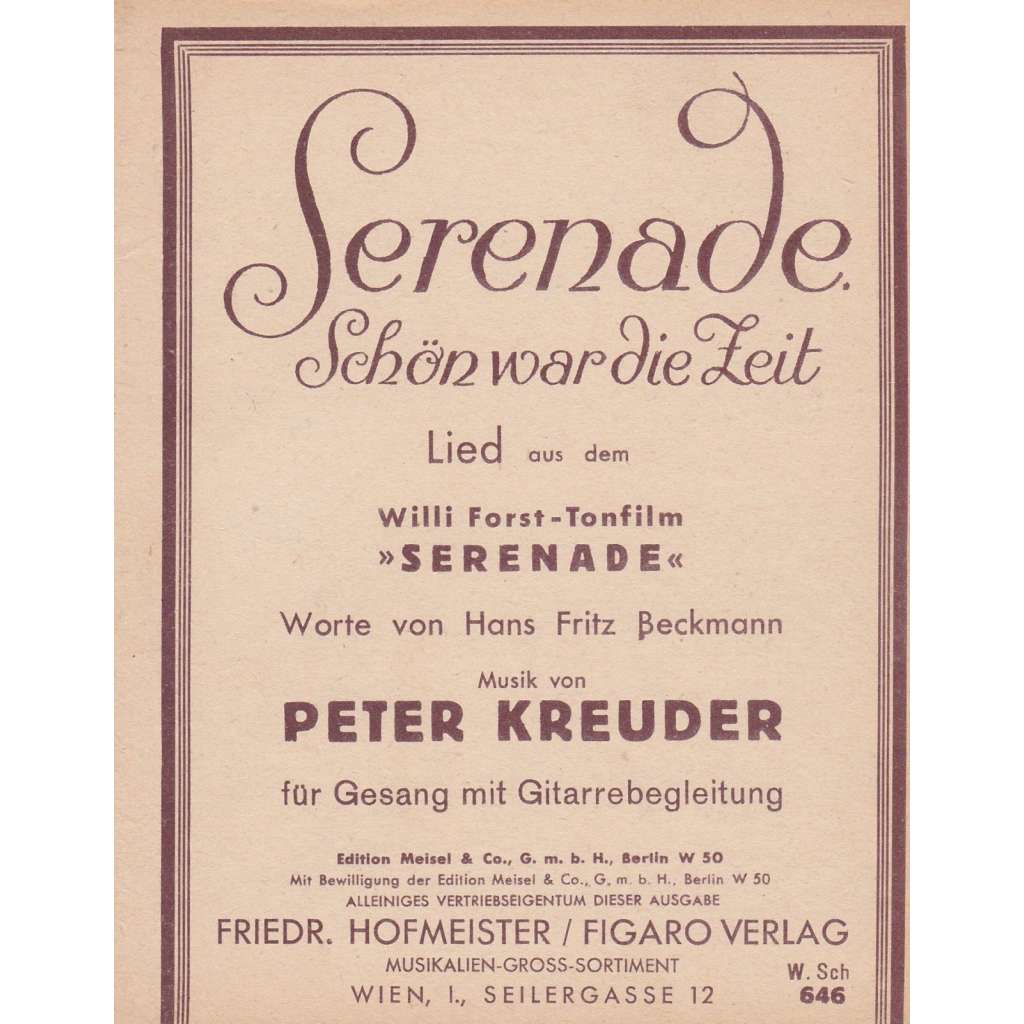 Serenade.
Schön war die Zeit
Lied aus dem
Willi Forst-Tonfilm
»SERENADE«
Worte von Hans Fritz Beckmann
Musik von
PETER KREUDER
für Gesang mit Gitarrebegleitung
Edition Meisel & Co., G. m. b. H., Berlin W 50
Mit Bewilligung der Edition Meisel & Co., G. m. b. H., Berlin W 50
ALLEINIGES VERTRIEBSEIGENTUM DIESER AUSGABE
FRIEDR. HOFMEISTER / FIGARO VERLAG
MUSIKALIEN-GROSS-SORTIMENT
WIEN, I., SEILERGASSE 12
W. Sch
646